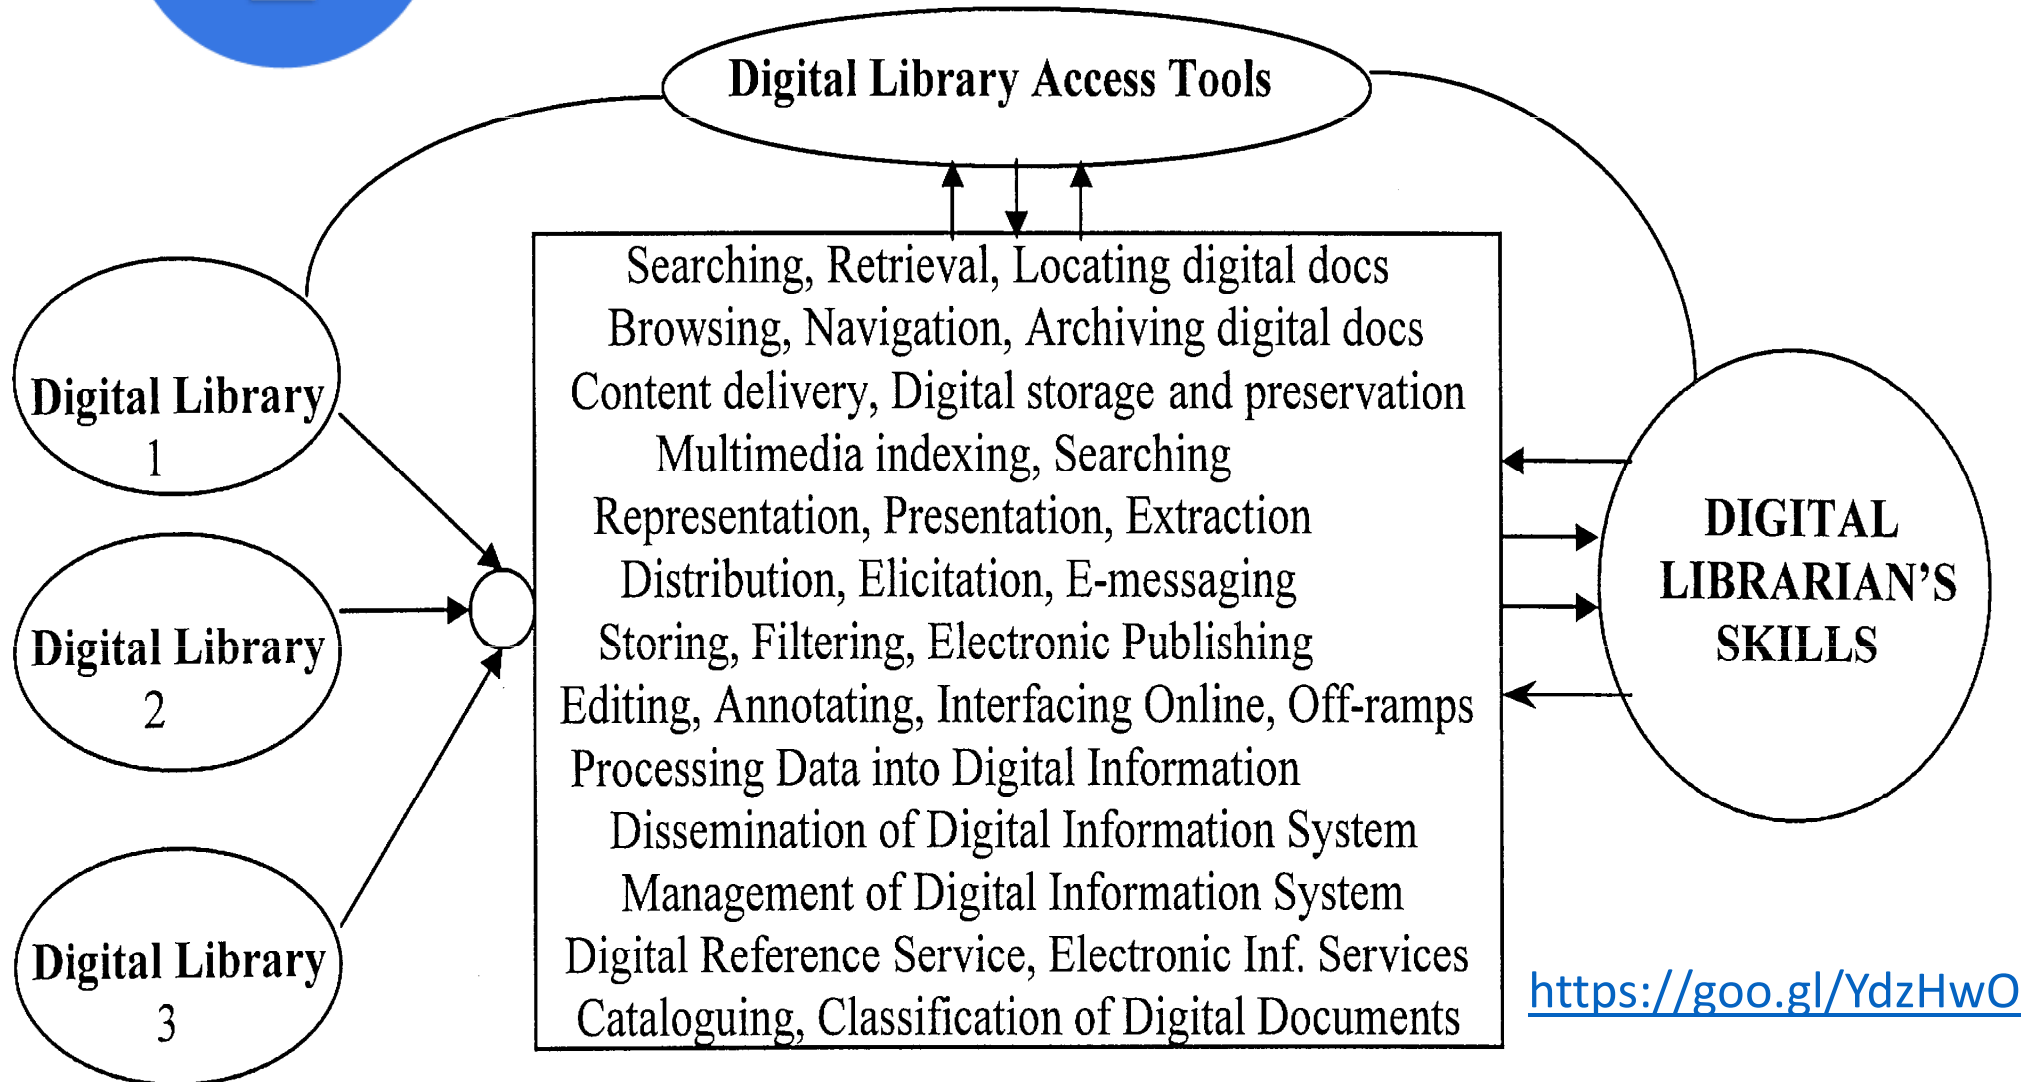 Digital Library Access Tools
Searching, Retrieval, Locating digital docs
Browsing, Navigation, Archiving digital docs
Content delivery, Digital storage and preservation
Multimedia indexing, Searching
Representation, Presentation, Extraction
Distribution, Elicitation, E-messaging
Storing, Filtering, Electronic Publishing
Editing, Annotating, Interfacing Online, Off-ramps
Processing Data into Digital Information
Dissemination of Digital Information System
Management of Digital Information System
Digital Reference Service, Electronic Inf. Services
Cataloguing, Classification of Digital Documents
Digital Library
1
Digital Library
2
Digital Library
3
DIGITAL
LIBRARIAN’S
SKILLS
https://goo.gl/YdzHwO